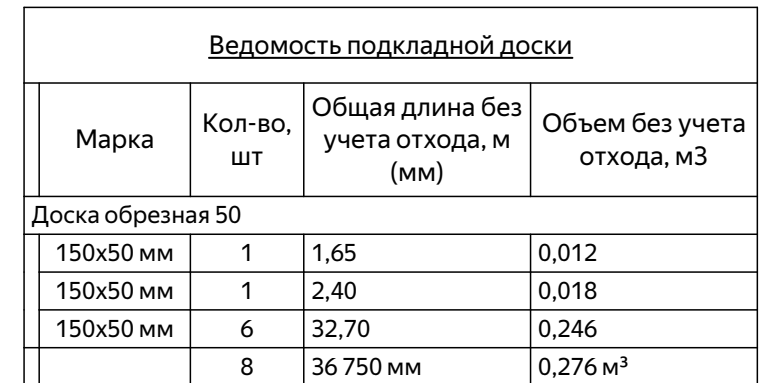 Ведомость подкладной доски
Марка Кол-во, шт Общая длина без учета отхода, м (мм) Объем без учета отхода, м3
Доска обрезная 50
150х50 мм 1 1,65 0,012
150х50 мм 1 2,40 0,018
150х50 мм 6 32,70 0,246
8 36 750 мм 0,276 м³